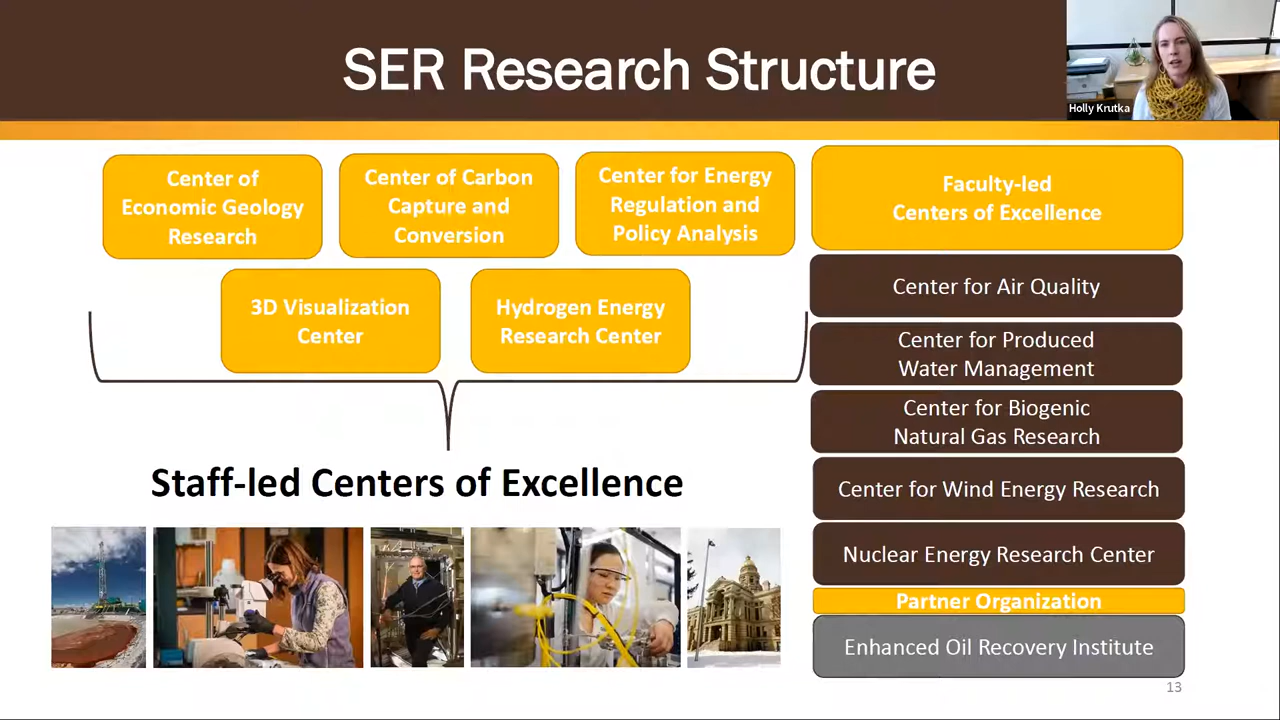 SER Research Structure
Holly Krutka
Center of
Economic Geology
Research
Center of Carbon
Capture and
Conversion
Center for Energy
Regulation and
Policy Analysis
3D Visualization
Center
Hydrogen Energy
Research Center
Staff-led Centers of Excellence
Faculty-led
Centers of Excellence
Center for Air Quality
Center for Produced
Water Management
Center for Biogenic
Natural Gas Research
Center for Wind Energy Research
Nuclear Energy Research Center
Partner Organization
Enhanced Oil Recovery Institute
13